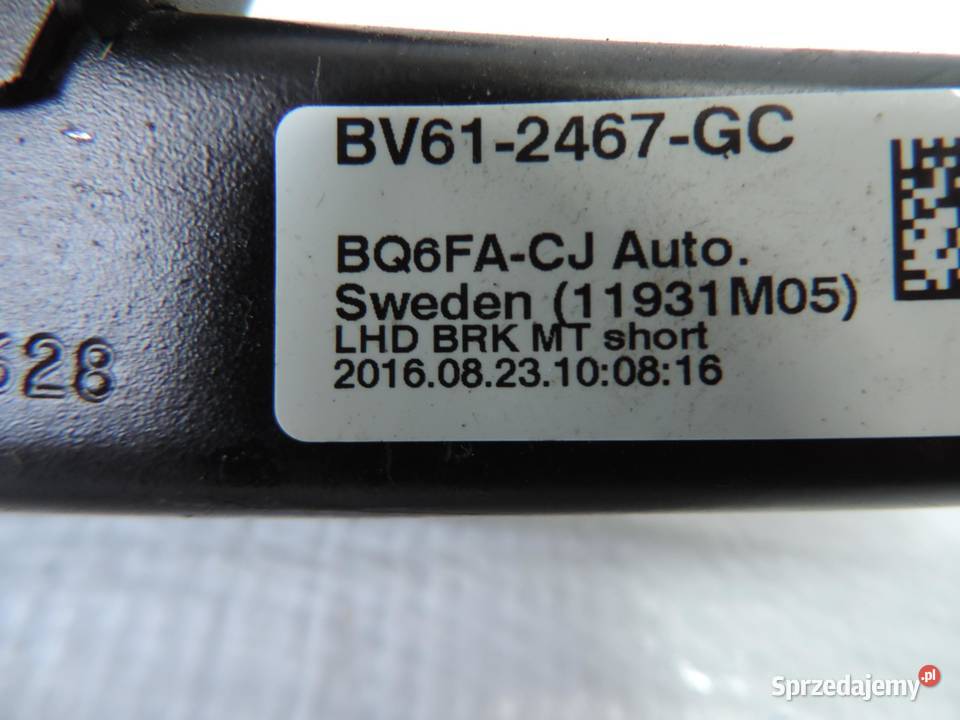 BV61-2467-GC
BQ6FA-CJ Auto.
Sweden (11931M05)
LHD BRK MT short
2016.08.23.10:08:16
628
Sprzedajemy.pl